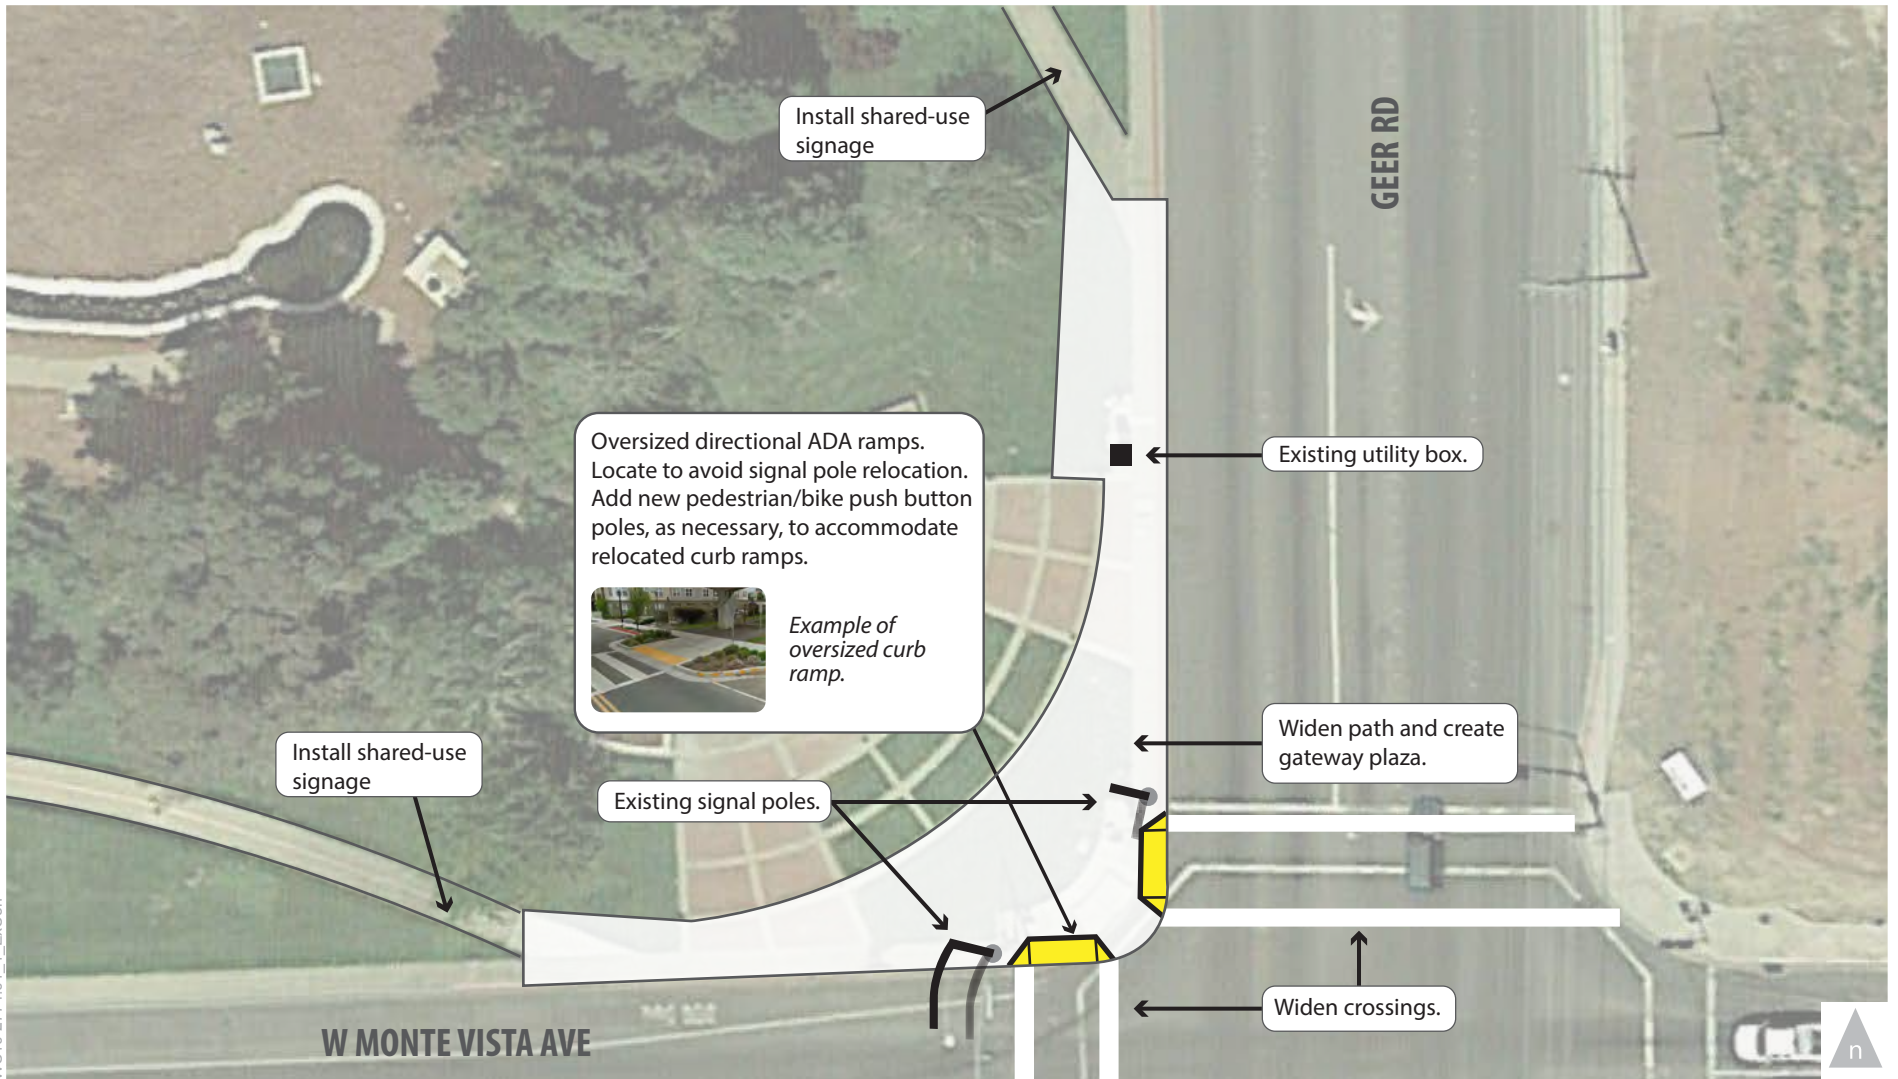 Install shared-use
signage
GEER RD
Oversized directional ADA ramps.
Locate to avoid signal pole relocation.
Add new pedestrian/bike push button
poles, as necessary, to accommodate
relocated curb ramps.
Example of
oversized curb
ramp.
Existing utility box.
Install shared-use
signage
Existing signal poles.
Widen path and create
gateway plaza.
Widen crossings.
W MONTE VISTA AVE
n